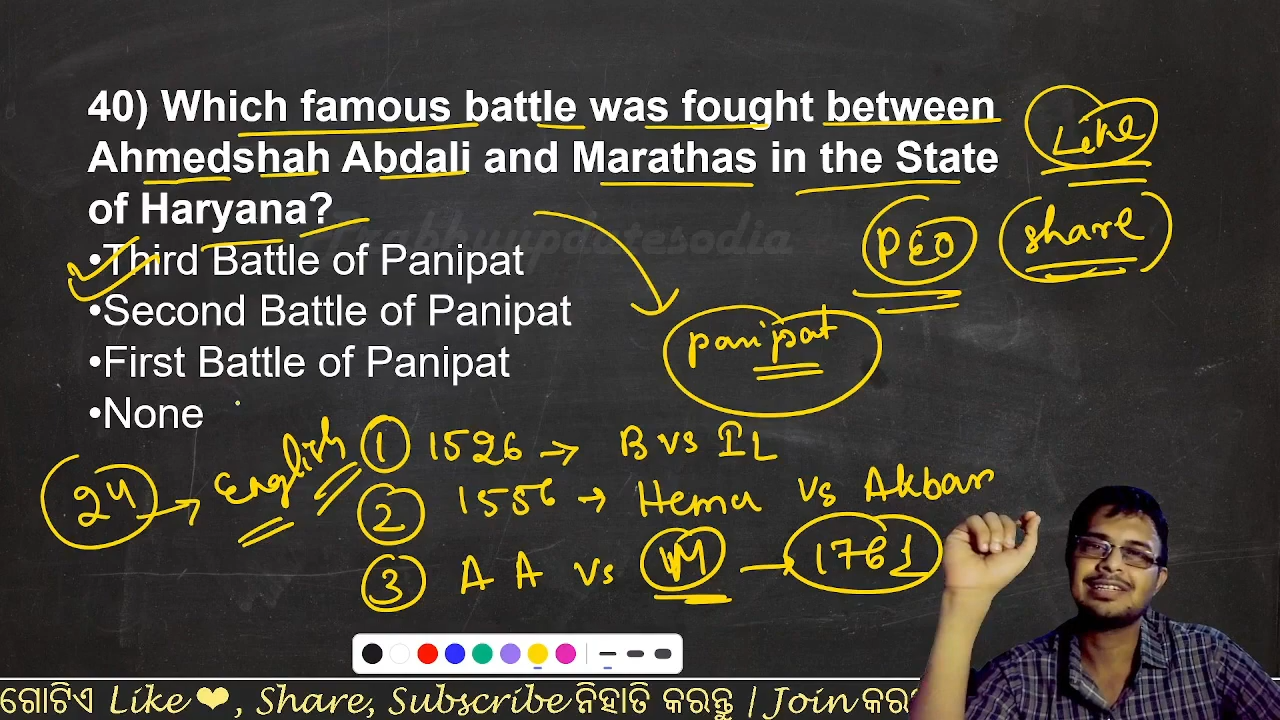 40) Which famous battle was fought between
Ahmedshah Abdali and Marathas in the State
of Haryana?
•Third Battle of Panipat
•Second Battle of Panipat
•First Battle of Panipat
•None
Like
PEO
share
panipat
24 → English
1 1526 → B vs IL
2 1556 → Hemu vs Akbar
3 A A vs M — 1761
ଗୋଟିଏ Like ❤, Share, Subscribe ନିହାତି କରନ୍ତୁ | Join